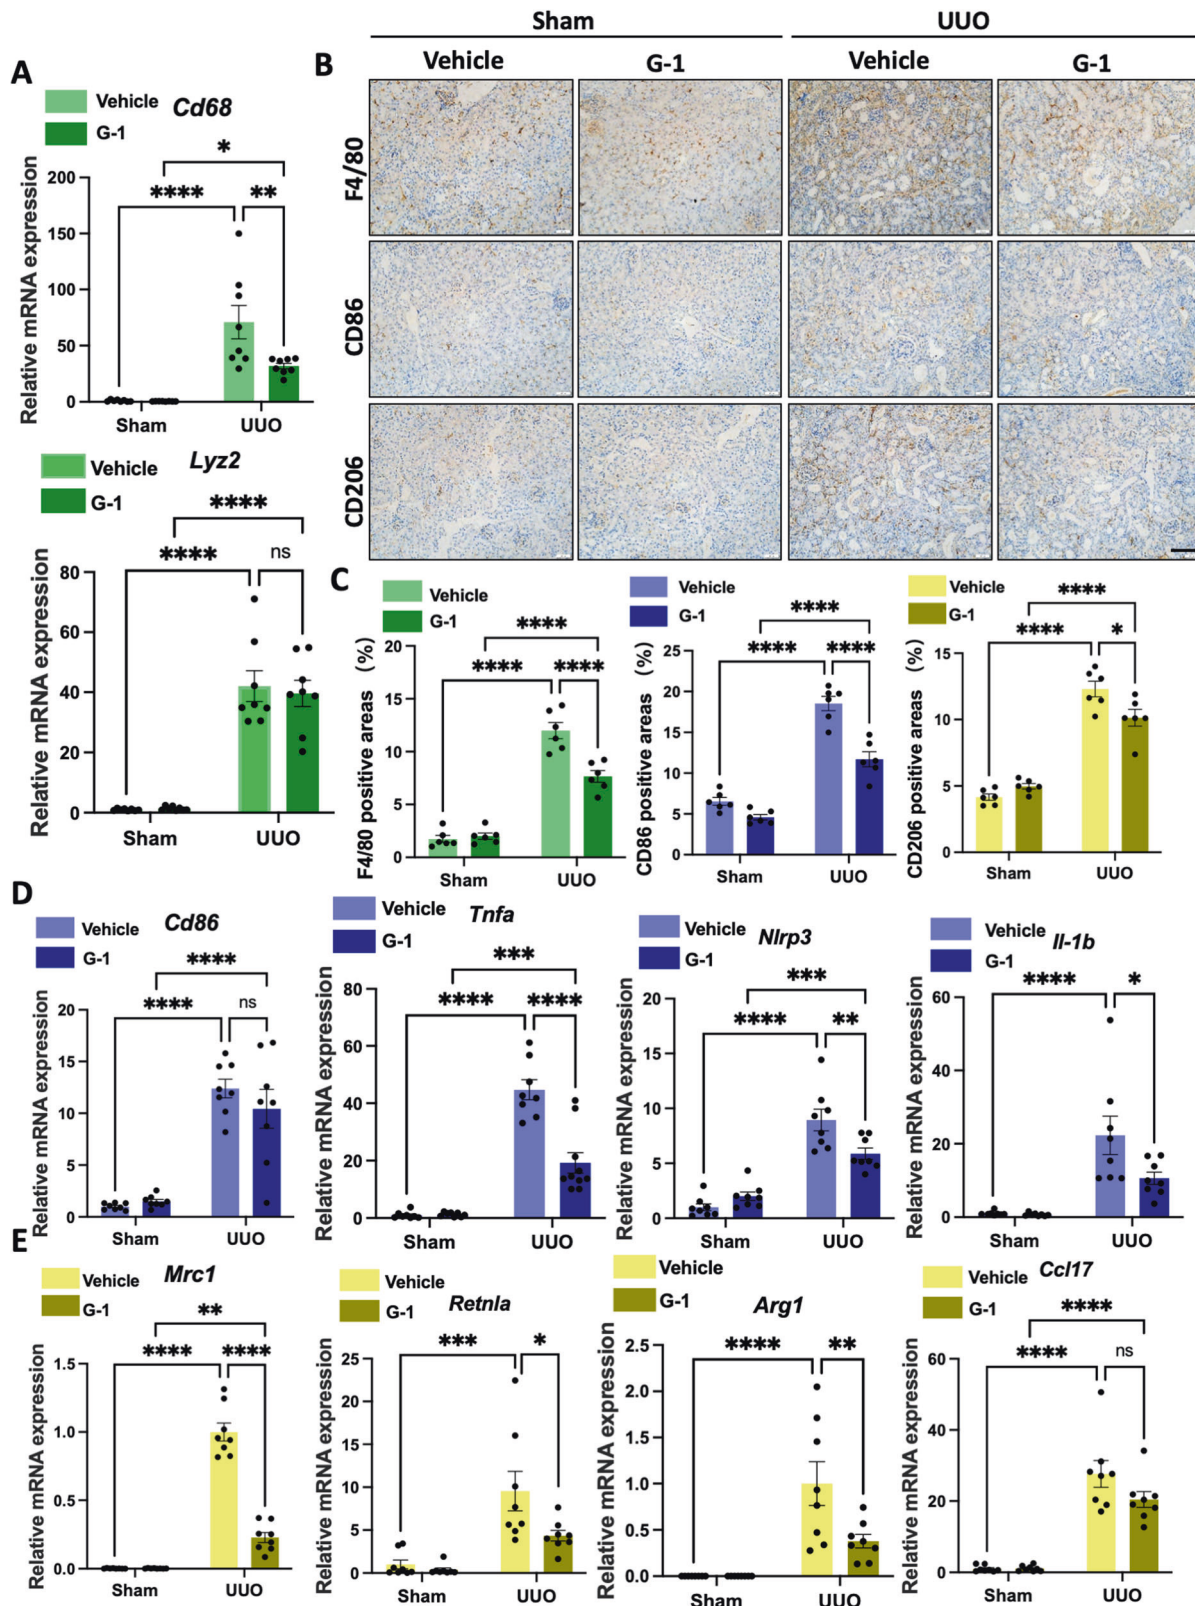 Sham
UUO
Vehicle
G-1
Vehicle
G-1
A
B
Vehicle
G-1
Cd68
*
****
**
Relative mRNA expression
200
150
100
50
0
Sham
UUO
F4/80
CD86
CD206
Vehicle
G-1
Lyz2
****
****
ns
Relative mRNA expression
80
60
40
20
0
Sham
UUO
C
Vehicle
G-1
****
****
****
F4/80 positive areas (%)
20
15
10
5
0
Sham
UUO
Vehicle
G-1
****
****
****
CD86 positive areas (%)
25
20
15
10
5
0
Sham
UUO
Vehicle
G-1
****
****
*
CD206 positive areas (%)
15
10
5
0
Sham
UUO
D
Vehicle
G-1
Cd86
****
****
ns
Relative mRNA expression
20
15
10
5
0
Sham
UUO
Vehicle
G-1
Tnfa
***
****
****
Relative mRNA expression
80
60
40
20
0
Sham
UUO
Vehicle
G-1
Nlrp3
***
****
**
Relative mRNA expression
20
15
10
5
0
Sham
UUO
Vehicle
G-1
Il-1b
****
*
Relative mRNA expression
60
40
20
0
Sham
UUO
E
Vehicle
G-1
Mrc1
**
****
****
Relative mRNA expression
1.5
1.0
0.5
0.0
Sham
UUO
Vehicle
G-1
Retnla
***
*
Relative mRNA expression
25
20
15
10
5
0
Sham
UUO
Vehicle
G-1
Arg1
****
**
Relative mRNA expression
2.5
2.0
1.5
1.0
0.5
0.0
Sham
UUO
Vehicle
G-1
Ccl17
****
****
ns
Relative mRNA expression
60
40
20
0
Sham
UUO